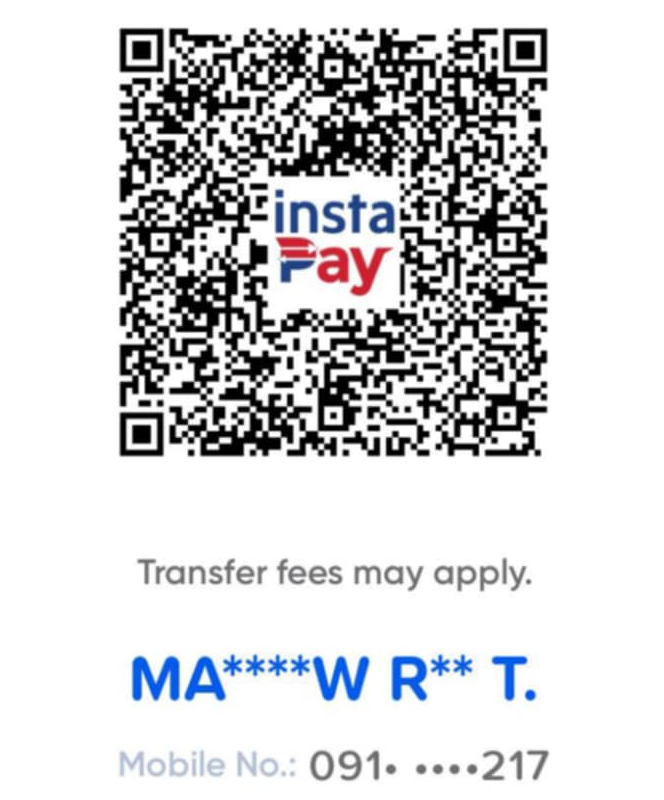 insta
Pay
Transfer fees may apply.
MA****W R** T.
Mobile No.: 091• ••••217